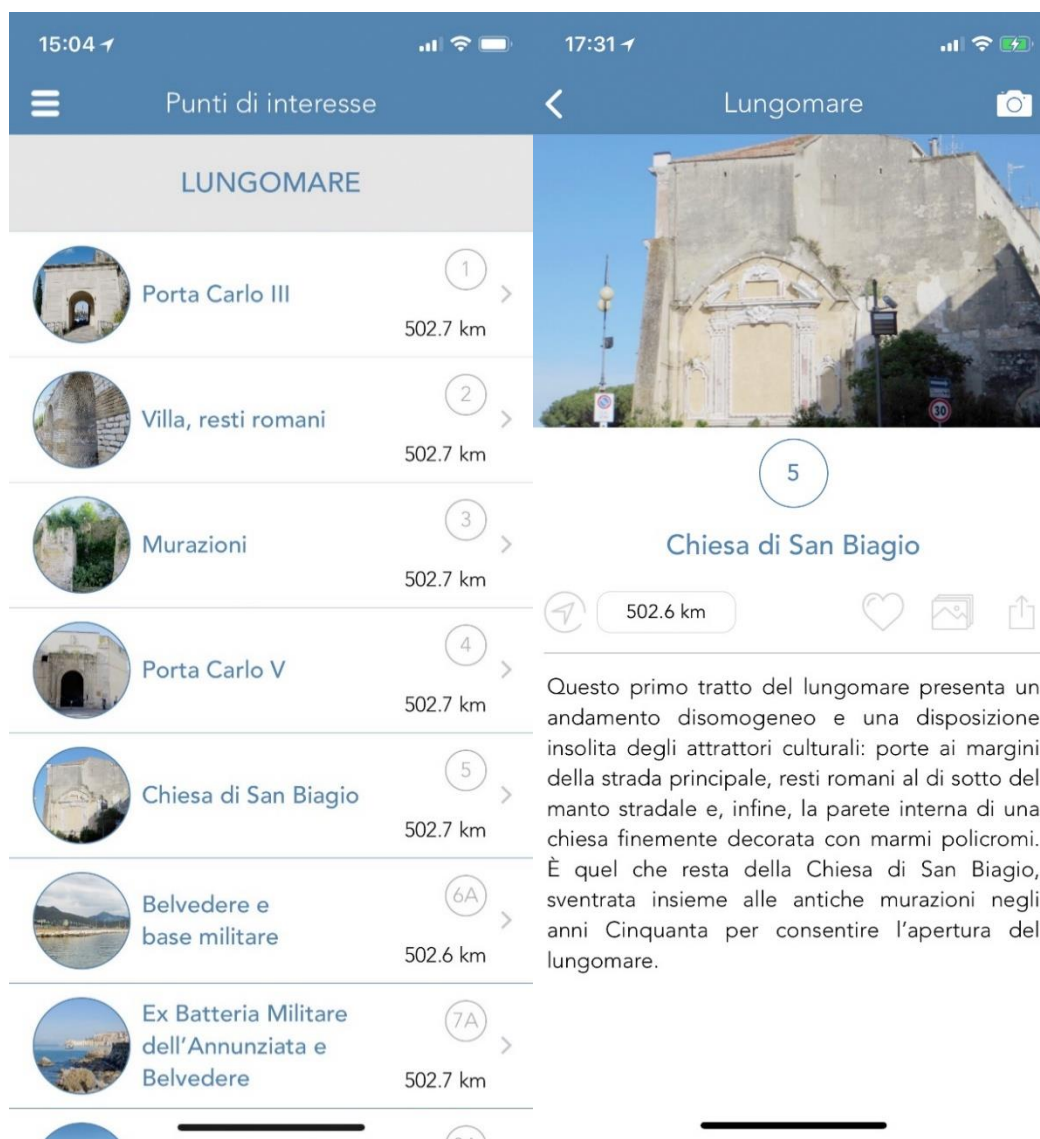 15:04
Punti di interesse
LUNGOMARE
1
Porta Carlo III
502.7 km
2
Villa, resti romani
502.7 km
3
Murazioni
502.7 km
4
Porta Carlo V
502.7 km
5
Chiesa di San Biagio
502.7 km
6A
Belvedere e
base militare
502.6 km
Ex Batteria Militare
7A
dell'Annunziata e
Belvedere
502.7 km
17:31
Lungomare
30
5
Chiesa di San Biagio
502.6 km
Questo primo tratto del lungomare presenta un
andamento disomogeneo e una disposizione
insolita degli attrattori culturali: porte ai margini
della strada principale, resti romani al di sotto del
manto stradale e, infine, la parete interna di una
chiesa finemente decorata con marmi policromi.
È quel che resta della Chiesa di San Biagio,
sventrata insieme alle antiche murazioni negli
anni Cinquanta per consentire l'apertura del
lungomare.